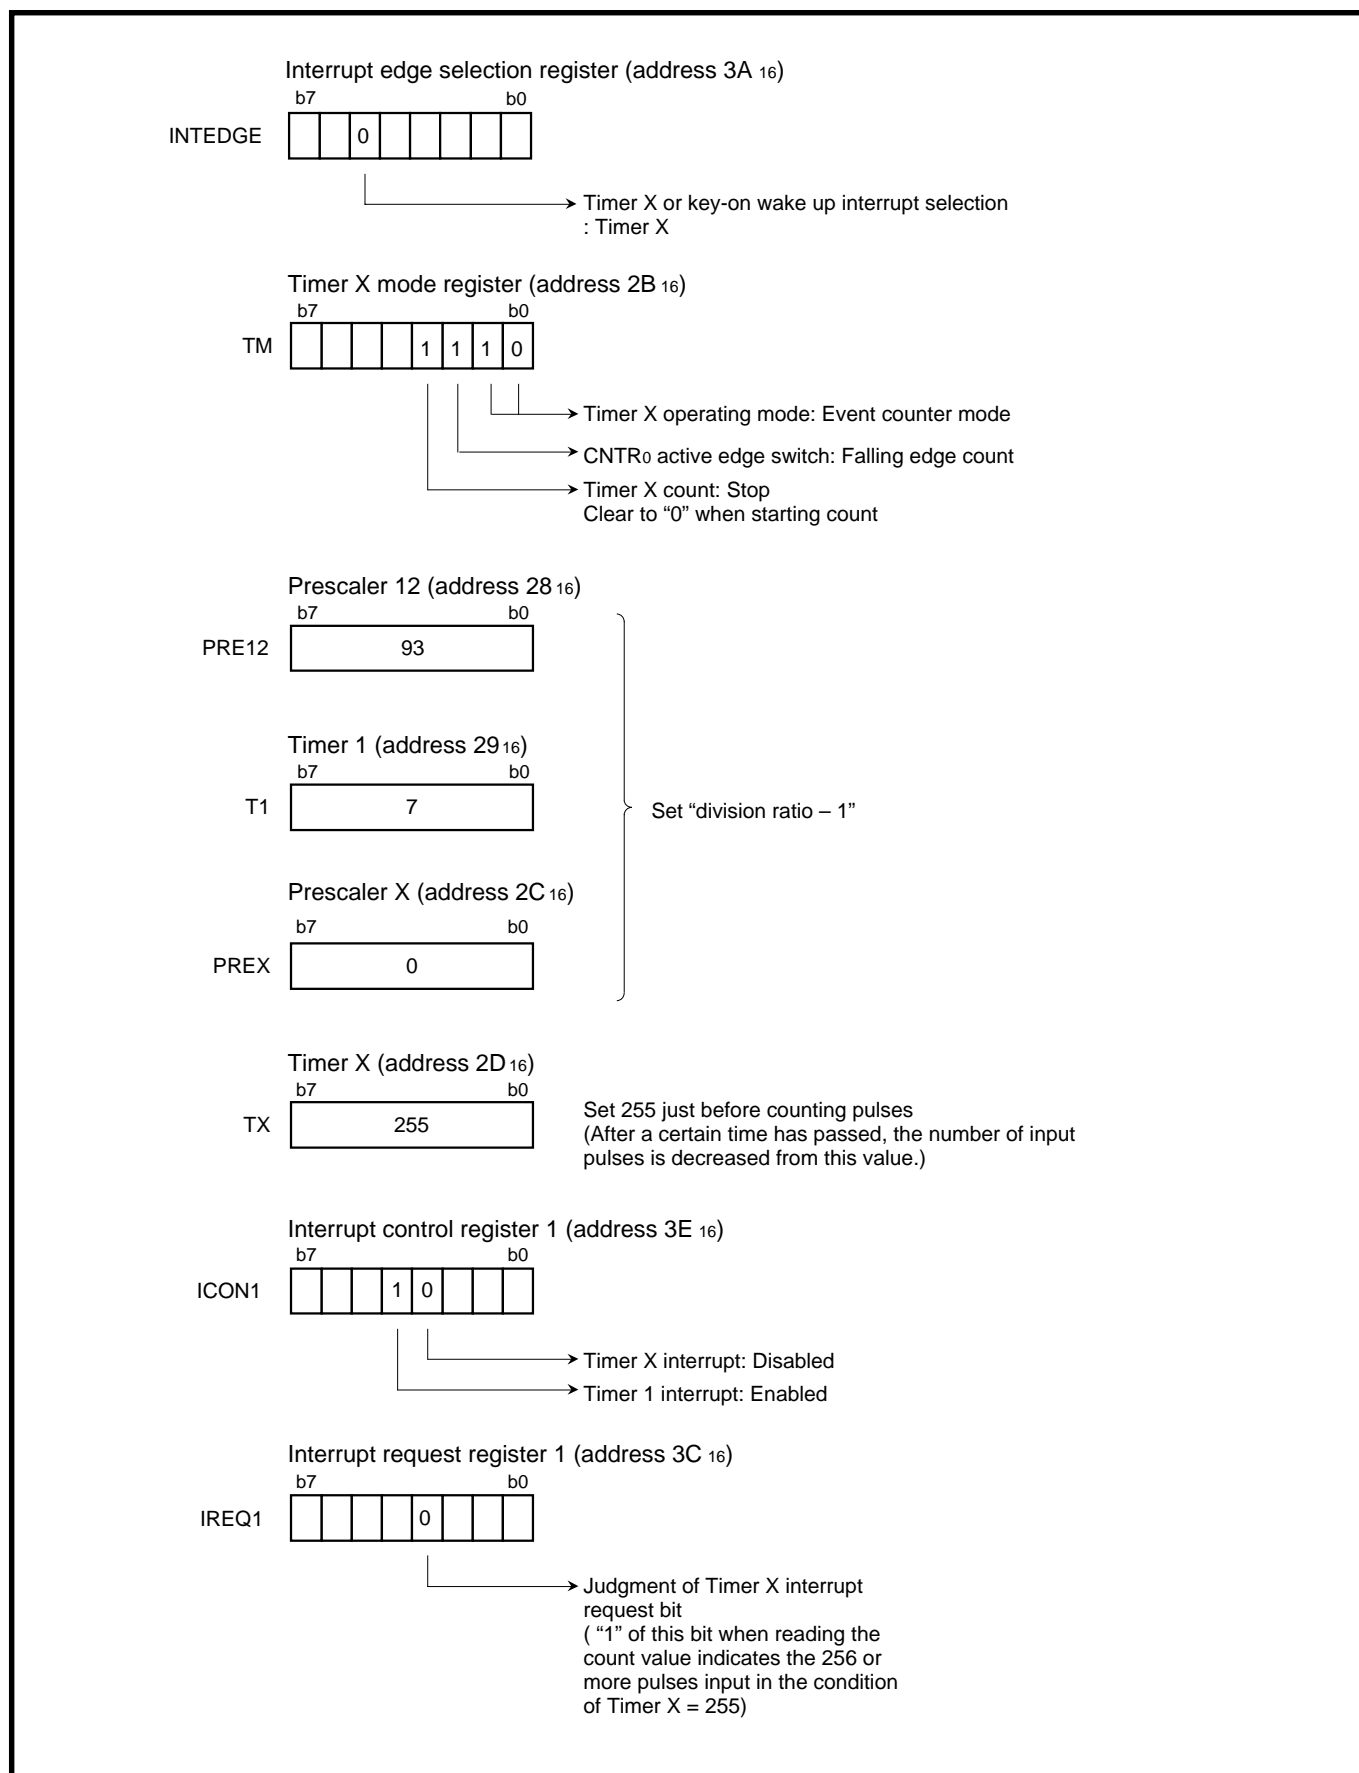 Interrupt edge selection register (address 3A 16)
b7 b0
INTEDGE 0
Timer X or key-on wake up interrupt selection
: Timer X
Timer X mode register (address 2B 16)
b7 b0
TM 1 1 1 0
Timer X operating mode: Event counter mode
CNTR0 active edge switch: Falling edge count
Timer X count: Stop
Clear to “0” when starting count
Prescaler 12 (address 28 16)
b7 b0
PRE12 93
Timer 1 (address 29 16)
b7 b0
T1 7
Set “division ratio – 1”
Prescaler X (address 2C 16)
b7 b0
PREX 0
Timer X (address 2D 16)
b7 b0
TX 255
Set 255 just before counting pulses
(After a certain time has passed, the number of input
pulses is decreased from this value.)
Interrupt control register 1 (address 3E 16)
b7 b0
ICON1 1 0
Timer X interrupt: Disabled
Timer 1 interrupt: Enabled
Interrupt request register 1 (address 3C 16)
b7 b0
IREQ1 0
Judgment of Timer X interrupt
request bit
( “1” of this bit when reading the
count value indicates the 256 or
more pulses input in the condition
of Timer X = 255)